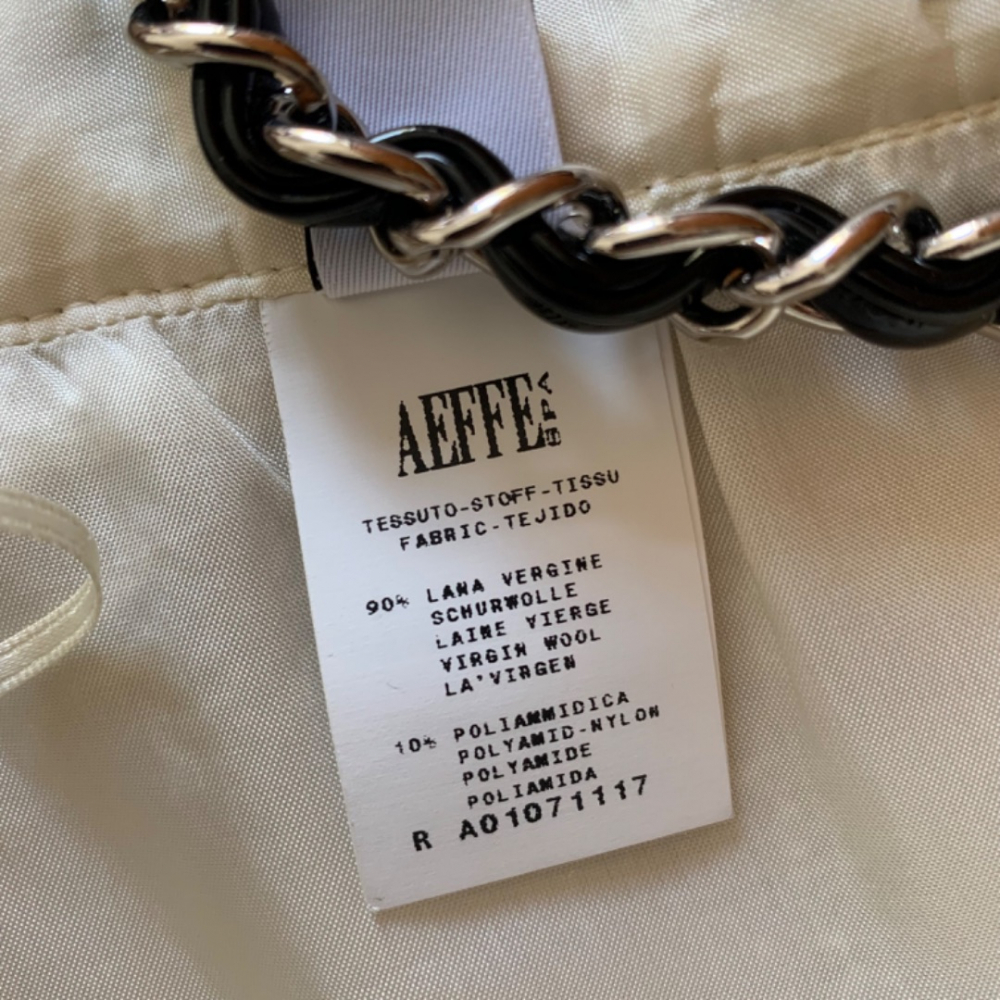 AEFFE SPA
TESSUTO-STOFF-TISSU
FABRIC-TEJIDO
90% LANA VERGINE
SCHURWOLLE
LAINE VIERGE
VIRGIN WOOL
LA'VIRGEN
10% POLIAMMIDICA
POLYAMID-NYLON
POLYAMIDE
POLIAMIDA
R A01071117